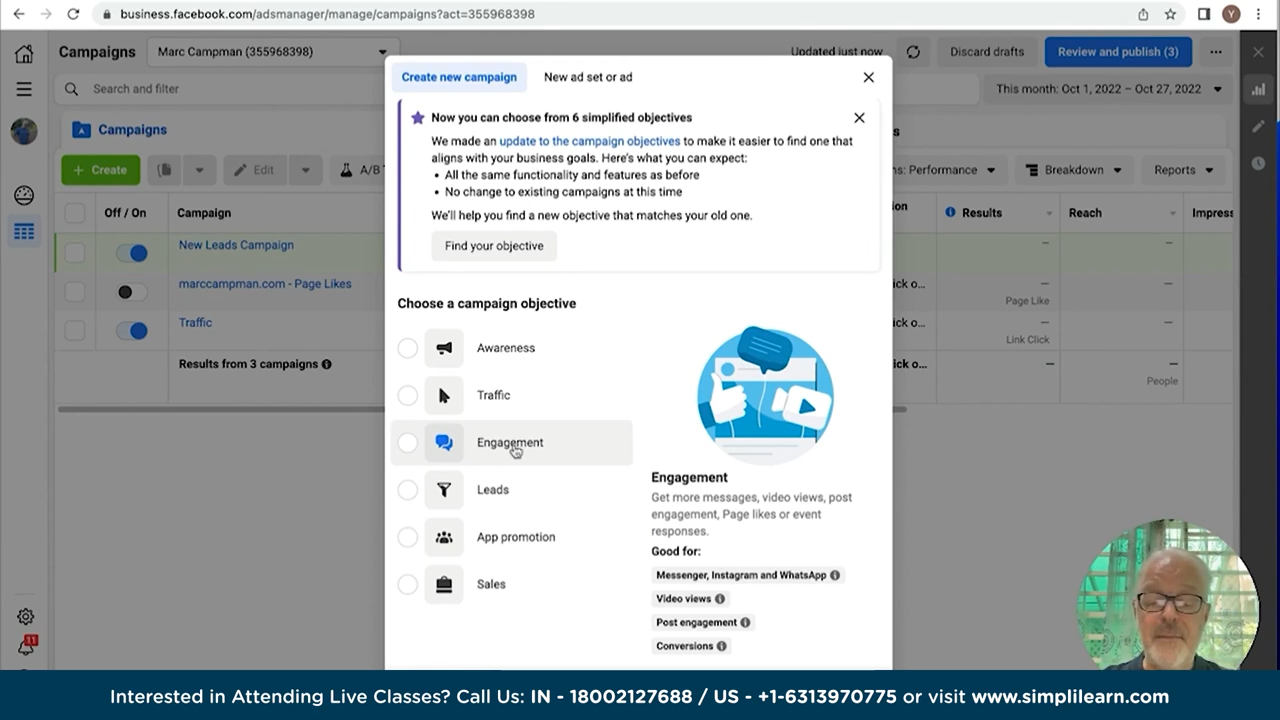 business.facebook.com/adsmanager/manage/campaigns?act=355968398
Y
Campaigns
Marc Campman (355968398)
Updated just now
Discard drafts
Review and publish (3)
Search and filter
This month: Oct 1, 2022 – Oct 27, 2022
Campaigns
+ Create
Edit
A/B T
ns: Performance
Breakdown
Reports
Off / On
Campaign
Results
Reach
Impress
New Leads Campaign
marccampman.com - Page Likes
ick o...
Page Like
Traffic
Link Click
Results from 3 campaigns
ick o...
People
11
Create new campaign
New ad set or ad
Now you can choose from 6 simplified objectives
We made an update to the campaign objectives to make it easier to find one that
aligns with your business goals. Here's what you can expect:
• All the same functionality and features as before
• No change to existing campaigns at this time
We'll help you find a new objective that matches your old one.
Find your objective
Choose a campaign objective
Awareness
Traffic
Engagement
Leads
App promotion
Sales
Engagement
Get more messages, video views, post
engagement, Page likes or event
responses.
Good for:
Messenger, Instagram and WhatsApp
Video views
Post engagement
Conversions
Interested in Attending Live Classes? Call Us: IN - 18002127688 / US - +1-6313970775 or visit www.simplilearn.com